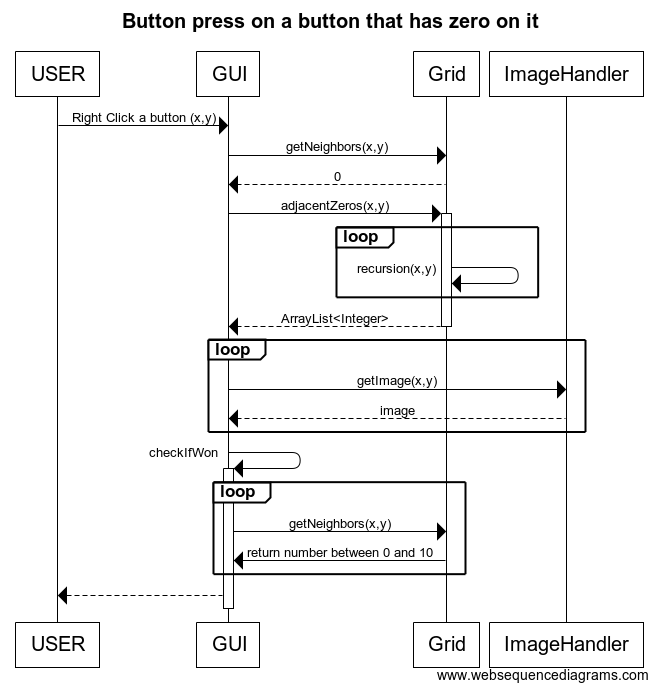 Button press on a button that has zero on it
USER
GUI
Grid
ImageHandler
Right Click a button (x,y)
getNeighbors(x,y)
0
adjacentZeros(x,y)
loop
recursion(x,y)
ArrayList<Integer>
loop
getImage(x,y)
image
checkIfWon
loop
getNeighbors(x,y)
return number between 0 and 10
USER
GUI
Grid
ImageHandler
www.websequencediagrams.com